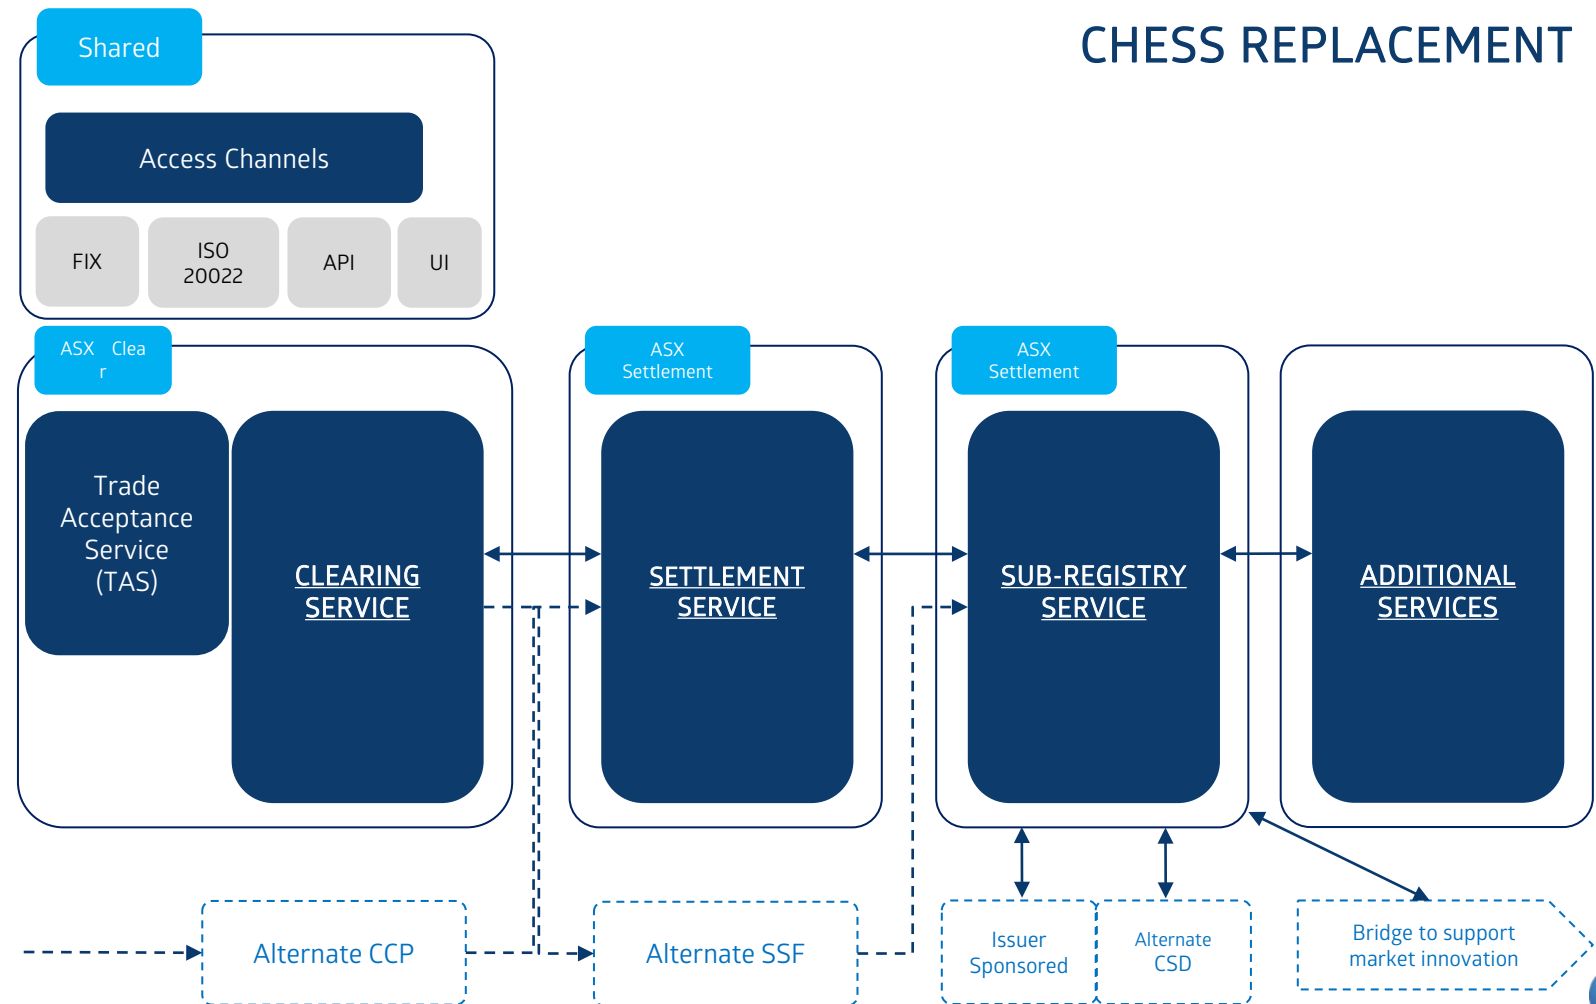 CHESS REPLACEMENT
Shared
Access Channels
FIX
ISO
20022
API
UI
ASX Clea
r
ASX
Settlement
ASX
Settlement
Trade
Acceptance
Service
(TAS)
CLEARING
SERVICE
SETTLEMENT
SERVICE
SUB-REGISTRY
SERVICE
ADDITIONAL
SERVICES
Alternate CCP
Alternate SSF
Issuer
Sponsored
Alternate
CSD
Bridge to support
market innovation